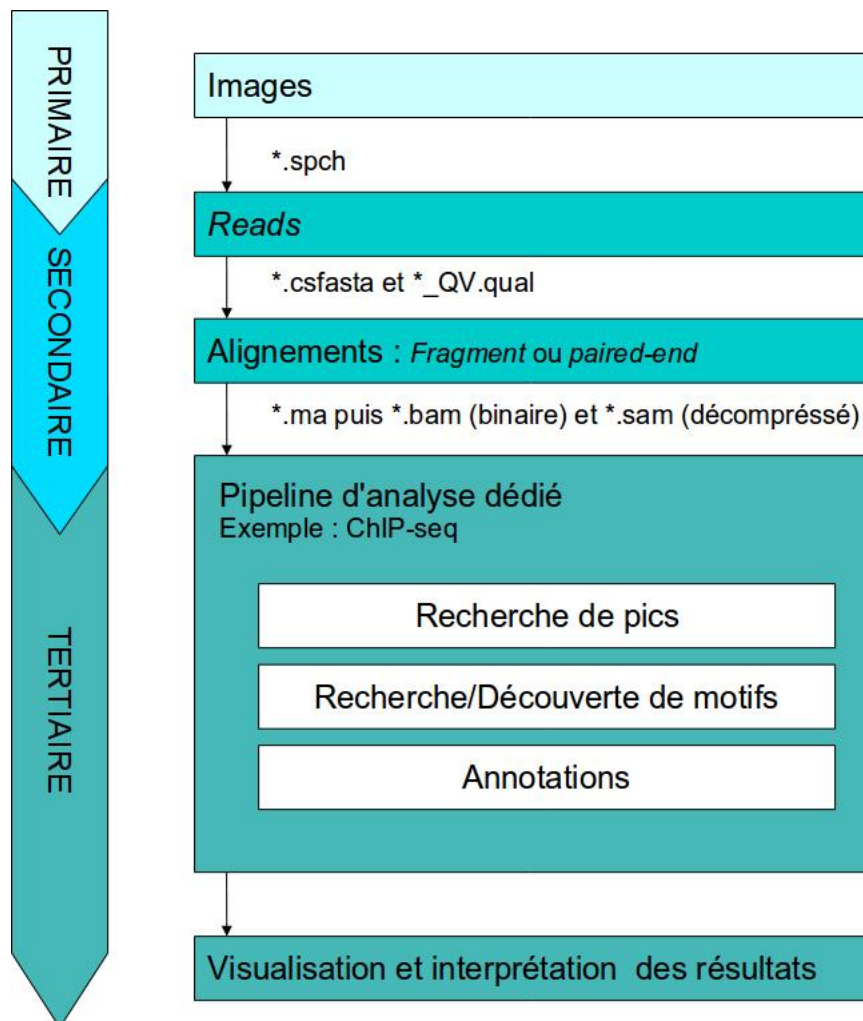 PRIMAIRE
SECONDAIRE
TERTIAIRE
Images
*.spch
Reads
*.csfasta et *_QV.qual
Alignements : Fragment ou paired-end
*.ma puis *.bam (binaire) et *.sam (décompréssé)
Pipeline d'analyse dédié
Exemple : ChIP-seq
Recherche de pics
Recherche/Découverte de motifs
Annotations
Visualisation et interprétation des résultats